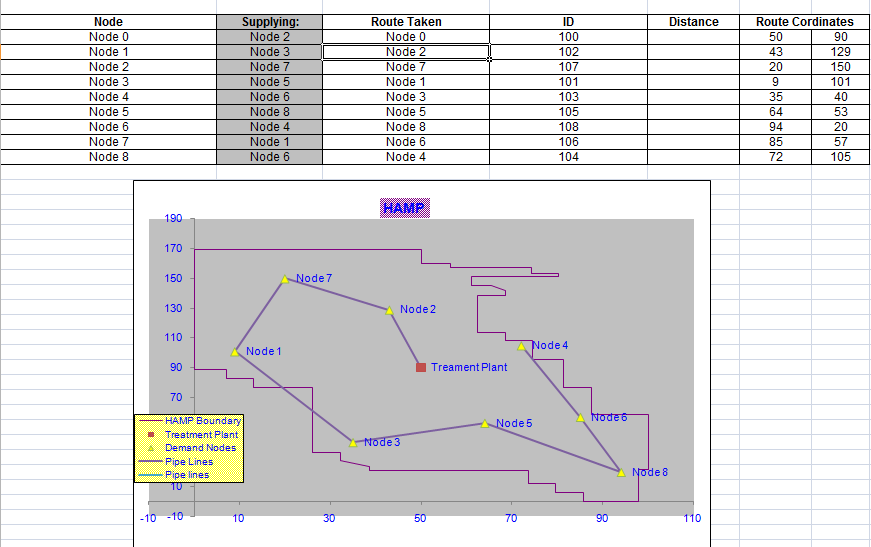 Node Supplying: Route Taken ID Distance Route Cordinates
Node 0 Node 2 Node 0 100 50 90
Node 1 Node 3 Node 2 102 43 129
Node 2 Node 7 Node 7 107 20 150
Node 3 Node 5 Node 1 101 9 101
Node 4 Node 6 Node 3 103 35 40
Node 5 Node 8 Node 5 105 64 53
Node 6 Node 4 Node 8 108 94 20
Node 7 Node 1 Node 6 106 85 57
Node 8 Node 6 Node 4 104 72 105
HAMP
190
170
150
Node 7
130
Node 2
110
Node 4
Node 1
90
Treament Plant
70
Node 6
HAMP Boundary
Node 5
Treatment Plant
Node 3
Demand Nodes
Pipe Lines
Node 8
Pipe lines
10
-10 -10 10 30 50 70 90 110